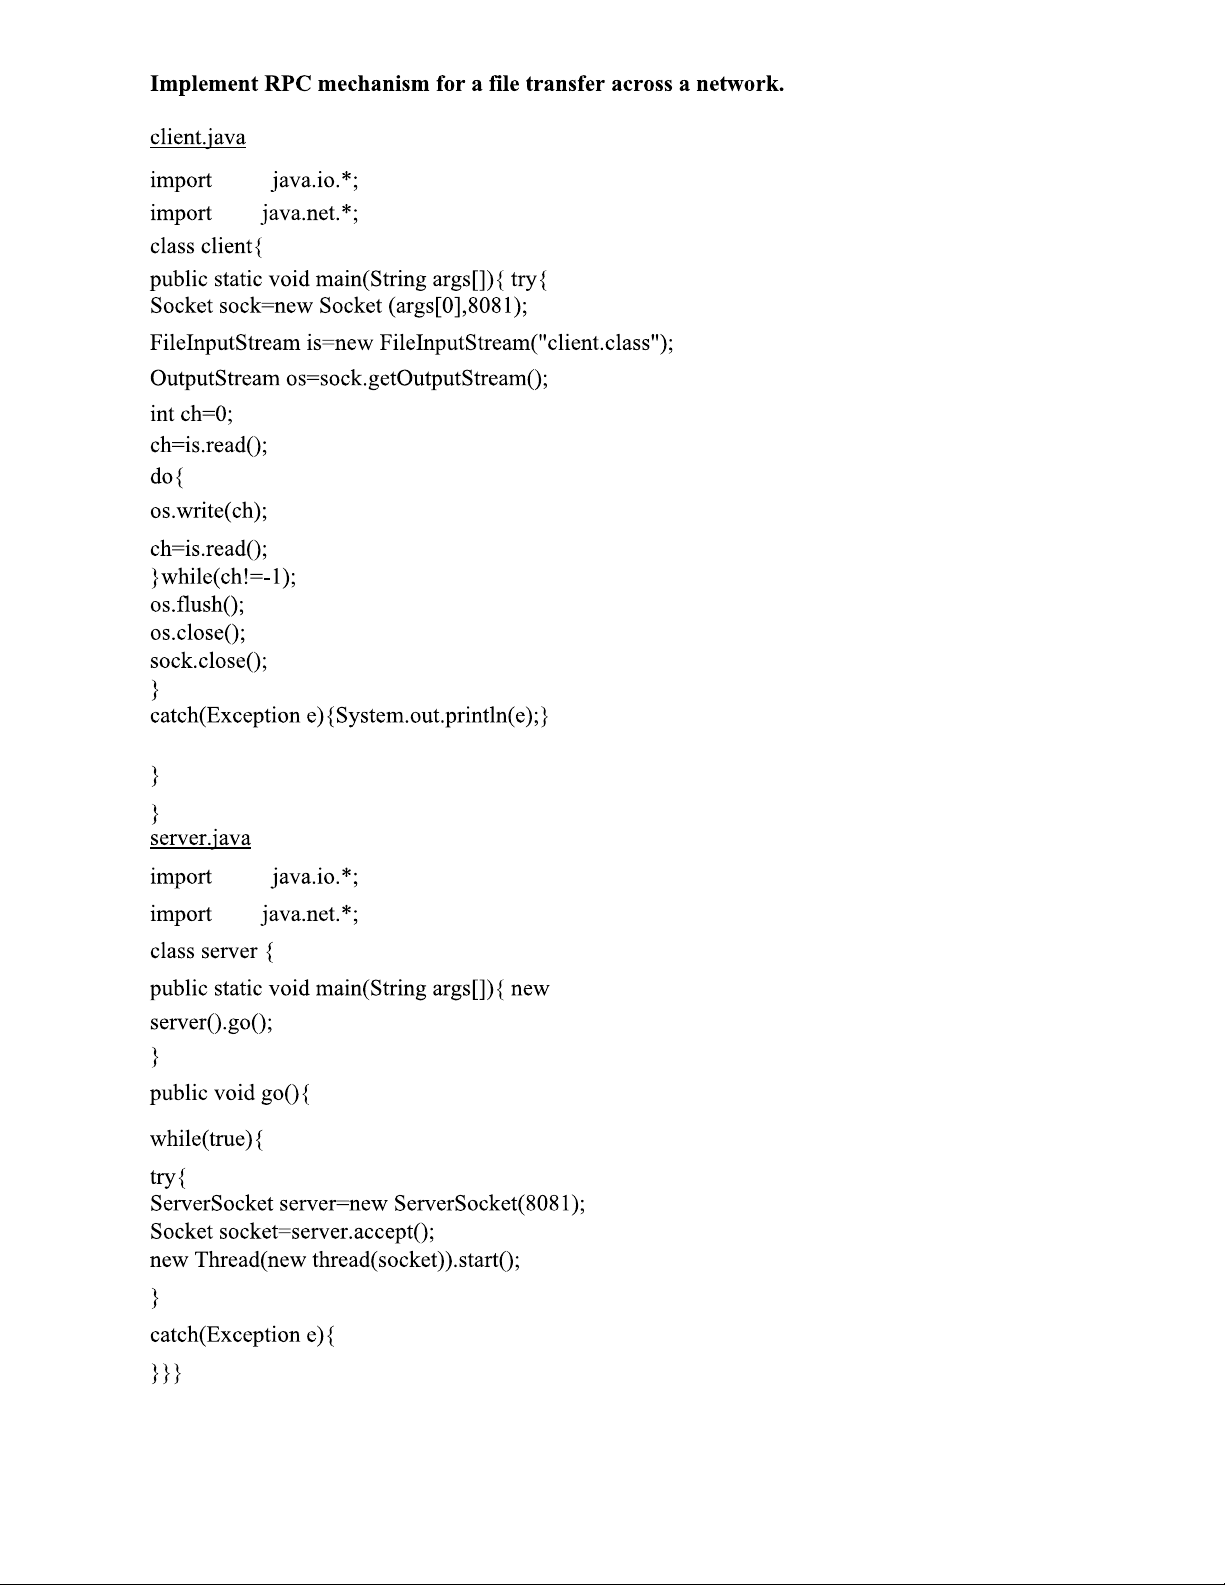 Implement RPC mechanism for a file transfer across a network.
client.java
import java.io.*;
import java.net.*;
class client{
public static void main(String args[]){ try{
Socket sock=new Socket (args[0],8081);
FileInputStream is=new FileInputStream("client.class");
OutputStream os=sock.getOutputStream();
int ch=0;
ch=is.read();
do{
os.write(ch);
ch=is.read();
}while(ch!=-1);
os.flush();
os.close();
sock.close();
}
catch(Exception e){System.out.println(e);}
}
}
server.java
import java.io.*;
import java.net.*;
class server {
public static void main(String args[]){ new
server().go();
}
public void go(){
while(true){
try{
ServerSocket server=new ServerSocket(8081);
Socket socket=server.accept();
new Thread(new thread(socket)).start();
}
catch(Exception e){
}}}